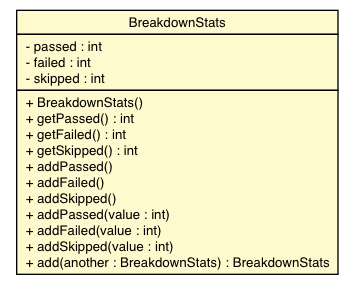 BreakdownStats
- passed : int
- failed : int
- skipped : int
+ BreakdownStats()
+ getPassed() : int
+ getFailed() : int
+ getSkipped() : int
+ addPassed()
+ addFailed()
+ addSkipped()
+ addPassed(value : int)
+ addFailed(value : int)
+ addSkipped(value : int)
+ add(another : BreakdownStats) : BreakdownStats